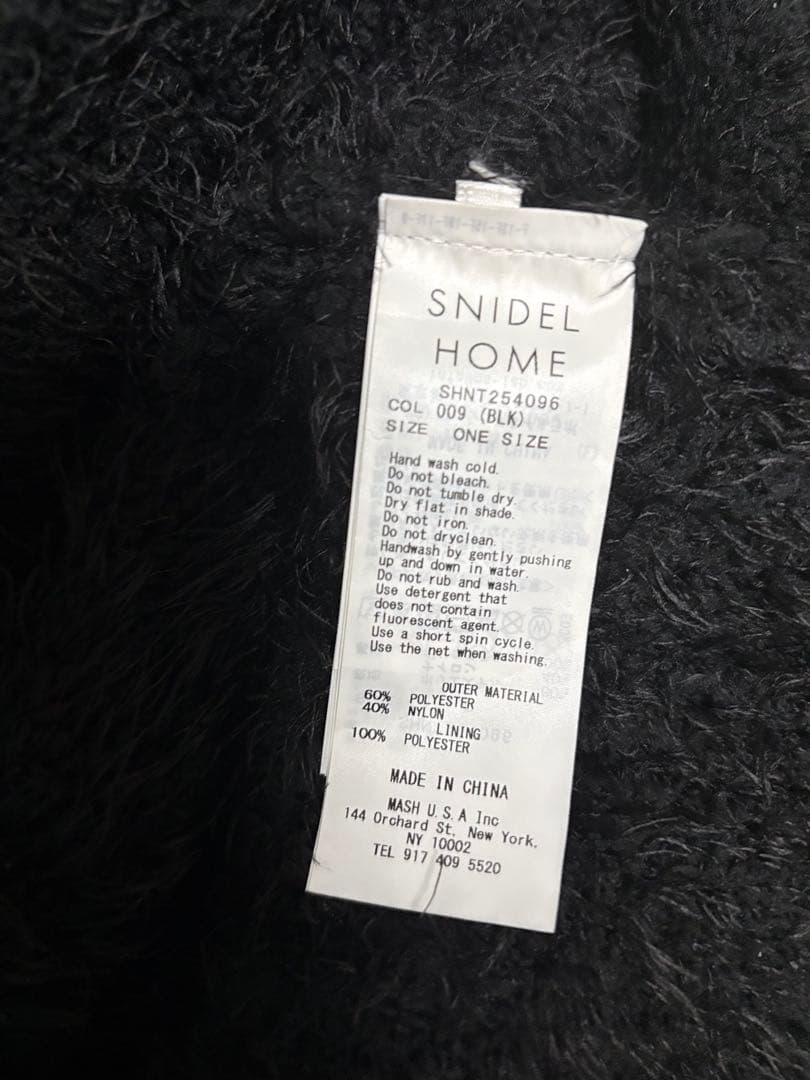 SNIDEL
HOME
SHNT254096
COL 009 (BLK)
SIZE ONE SIZE
Hand wash cold.
Do not bleach.
Do not tumble dry.
Dry flat in shade.
Do not iron.
Do not dryclean.
Handwash by gently pushing
up and down in water.
Do not rub and wash.
Use detergent that
does not contain
fluorescent agent.
Use a short spin cycle.
Use the net when washing.
OUTER MATERIAL
60% POLYESTER
40% NYLON
LINING
100% POLYESTER
MADE IN CHINA
MASH U.S.A Inc
144 Orchard St, New York,
NY 10002
TEL 917 409 5520